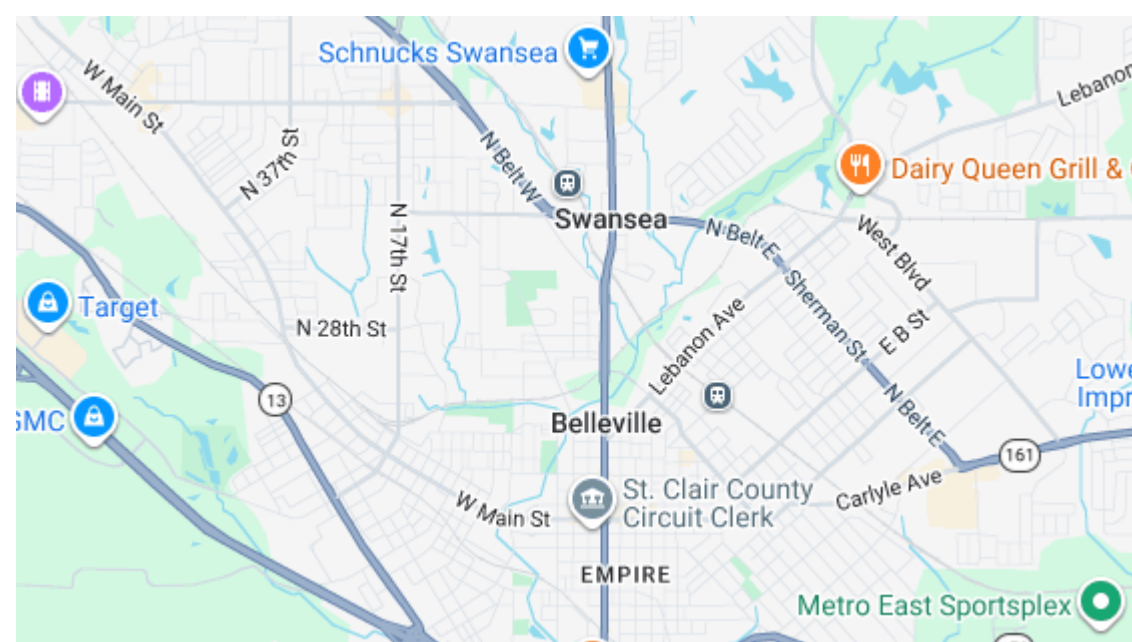 Schnucks Swansea
W Main St
Lebanon
N 37th St
N Belt W
Dairy Queen Grill &
Swansea
N 17th St
N Belt E
West Blvd
Target
Sherman St
N 28th St
E B St
Lebanon Ave
13
GMC
Belleville
N Belt E
161
St. Clair County
Circuit Clerk
Carlyle Ave
W Main St
EMPIRE
Metro East Sportsplex